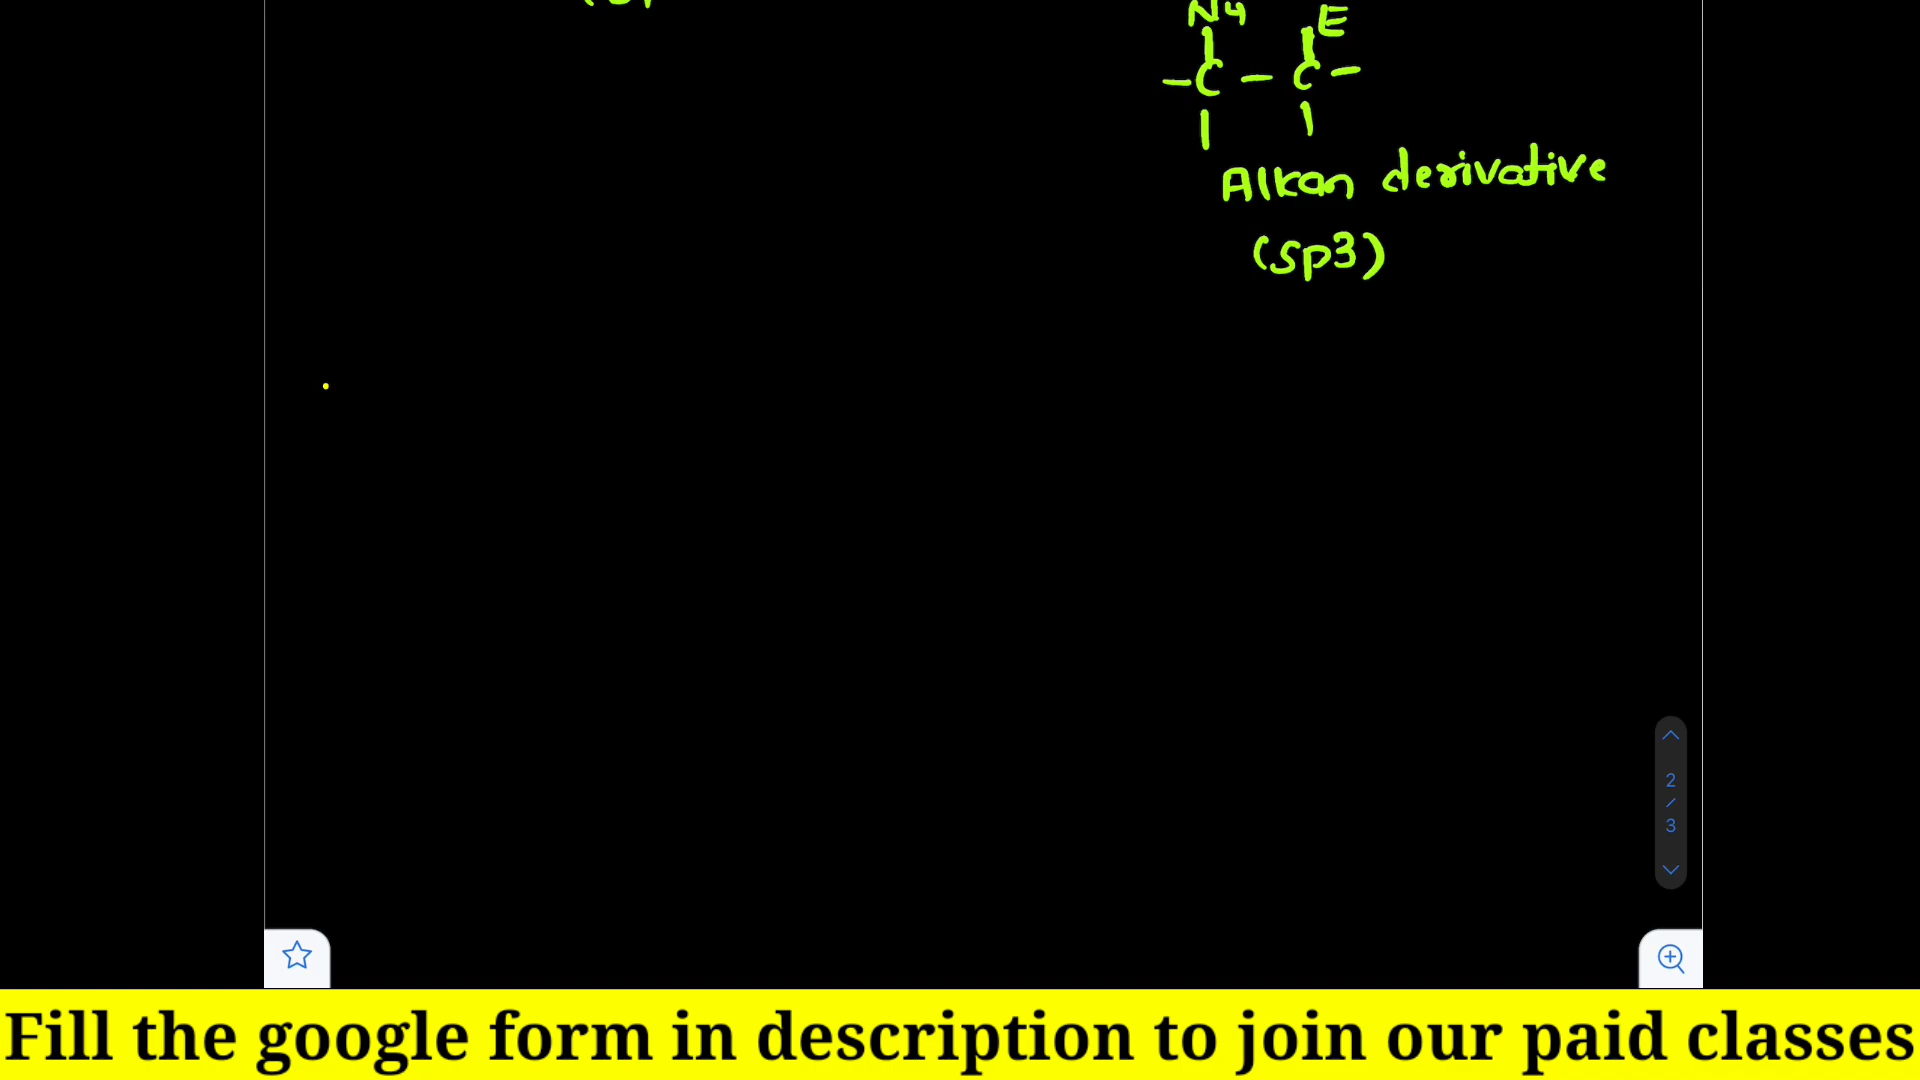 Nu E
-C-C-
Alkan derivative
(sp3)
2
/
3
Fill the google form in description to join our paid classes